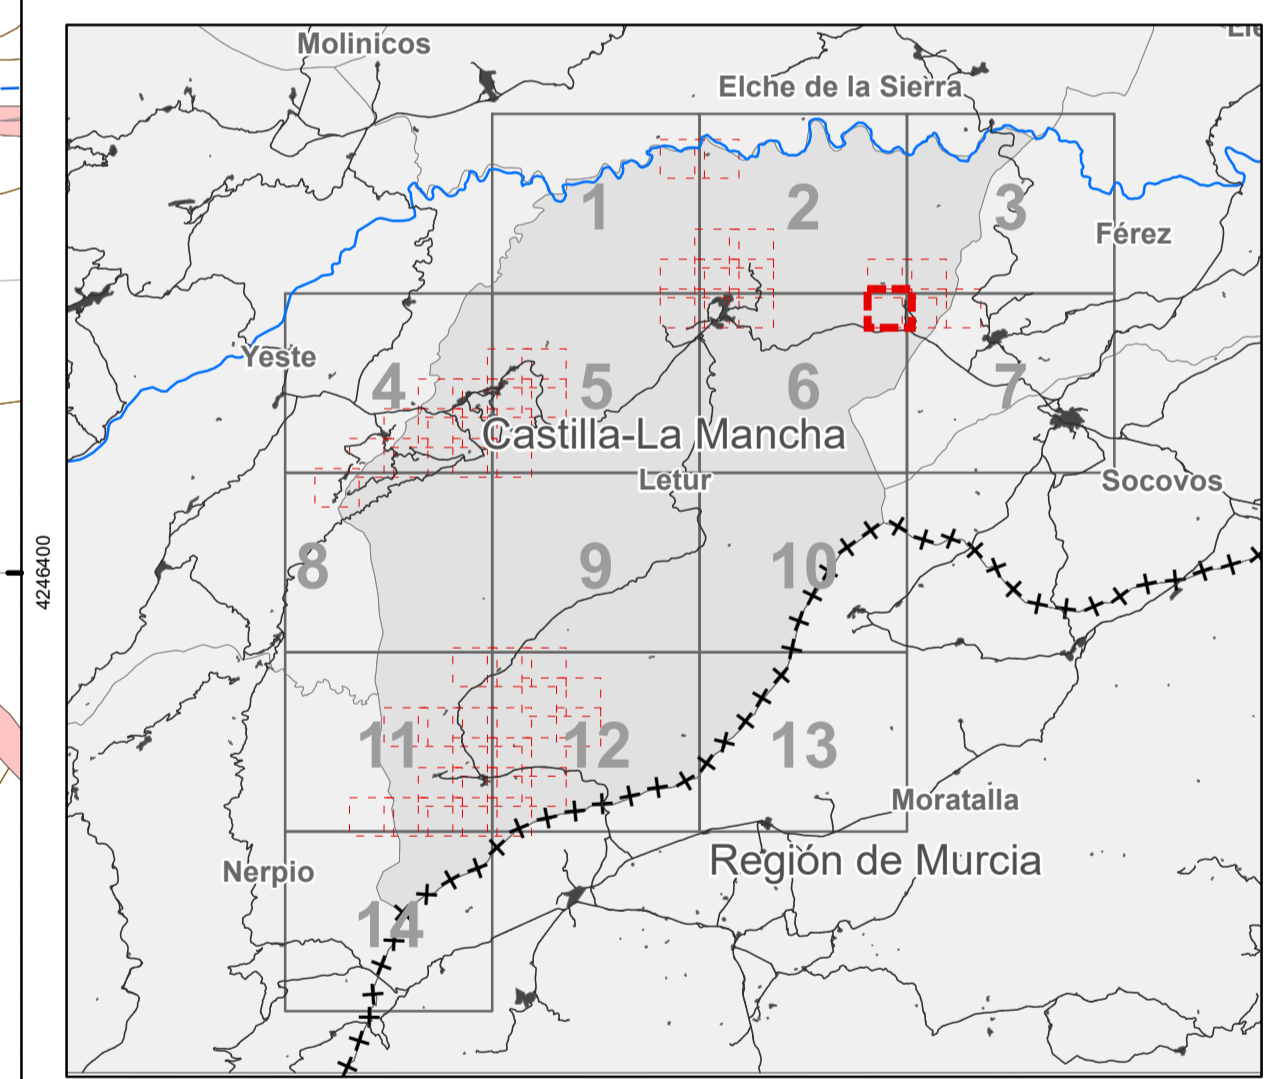 Molinicos
Elche de la Sierra
1
2
3
Férez
Yeste
4
5
6
7
Castilla-La Mancha
Letur
Socovos
8
9
10
4246400
11
12
13
Moratalla
Nerpio
Región de Murcia
14